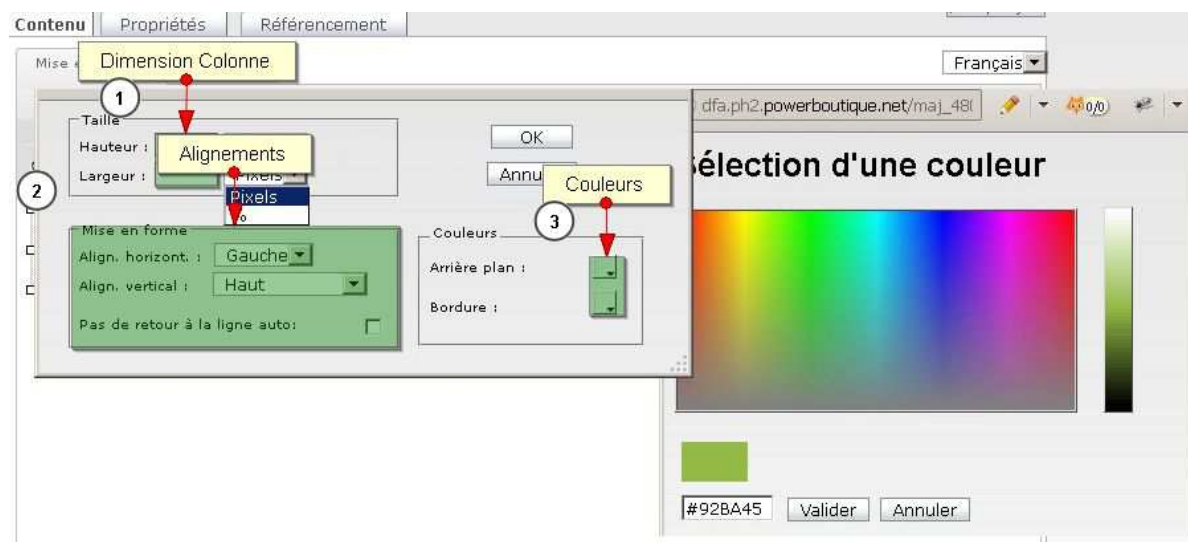 Contenu Propriétés Référencement
Dimension Colonne
Mise
Français
1
Taille
Hauteur :
Largeur :
Alignements
Pixels
Pixels
OK
2
Couleurs
3
Mise en forme
Align. horizont. : Gauche
Align. vertical : Haut
Pas de retour à la ligne auto:
Couleurs
Arrière plan :
Bordure :
dfa.ph2.powerboutique.net/maj_48
0/0
Sélection d'une couleur
#92BA45 Valider Annuler